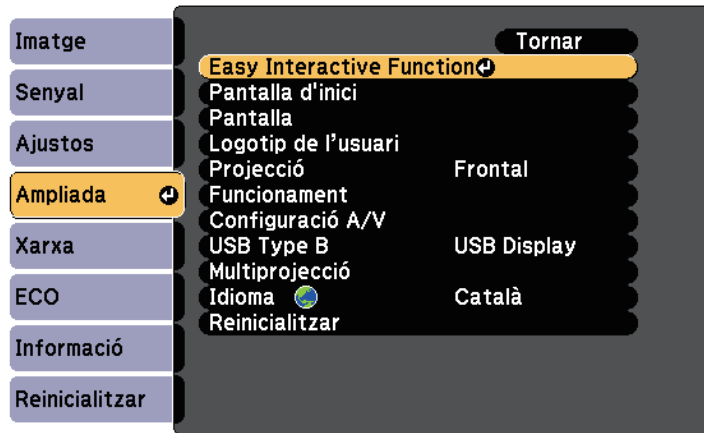 Imatge
Senyal
Ajustos
Ampliada
Xarxa
ECO
Informació
Reinicialitzar
Tornar
Easy Interactive Function
Pantalla d'inici
Pantalla
Logotip de l’usuari
Projecció Frontal
Funcionament
Configuració A/V
USB Type B USB Display
Multiprojecció
Idioma Català
Reinicialitzar